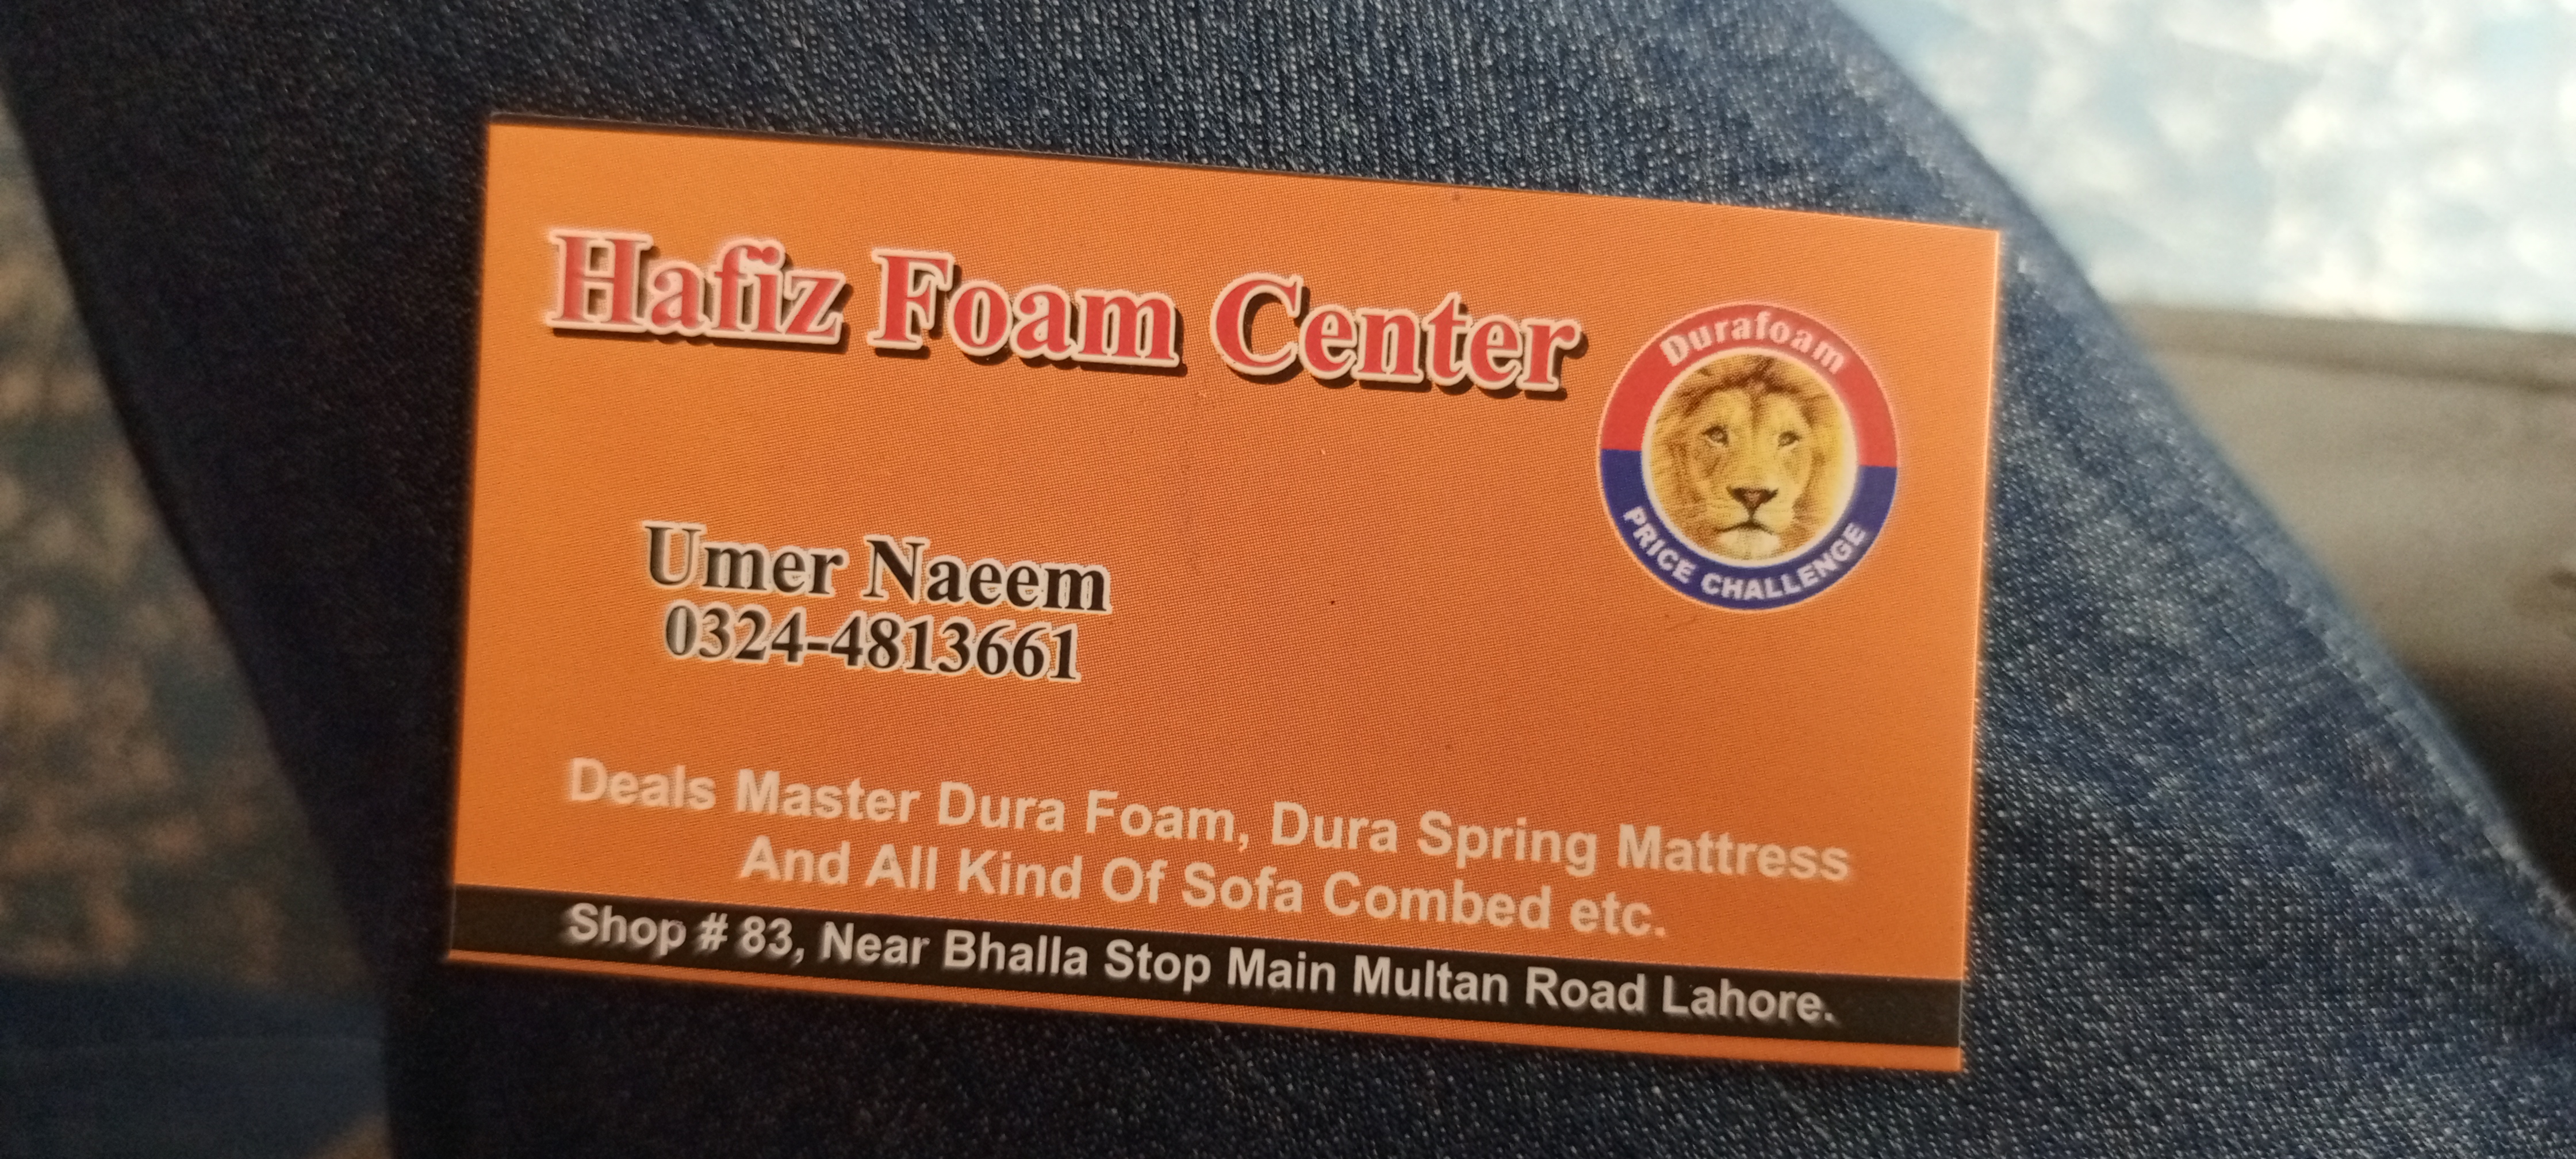 Hafiz Foam Center
Durafoam
PRICE CHALLENGE
Umer Naeem
0324-4813661
Deals Master Dura Foam, Dura Spring Mattress
And All Kind Of Sofa Combed etc.
Shop # 83, Near Bhalla Stop Main Multan Road Lahore.